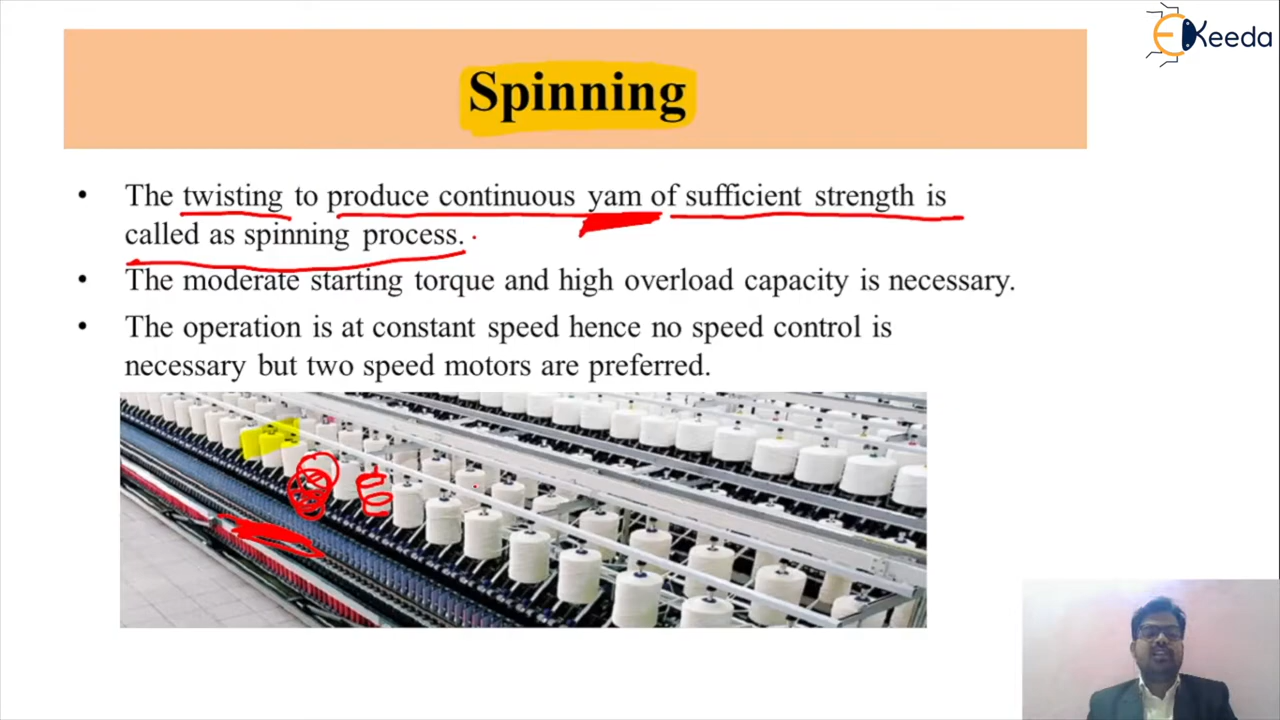 Keeda
Spinning
• The twisting to produce continuous yam of sufficient strength is
called as spinning process.
• The moderate starting torque and high overload capacity is necessary.
• The operation is at constant speed hence no speed control is
necessary but two speed motors are preferred.